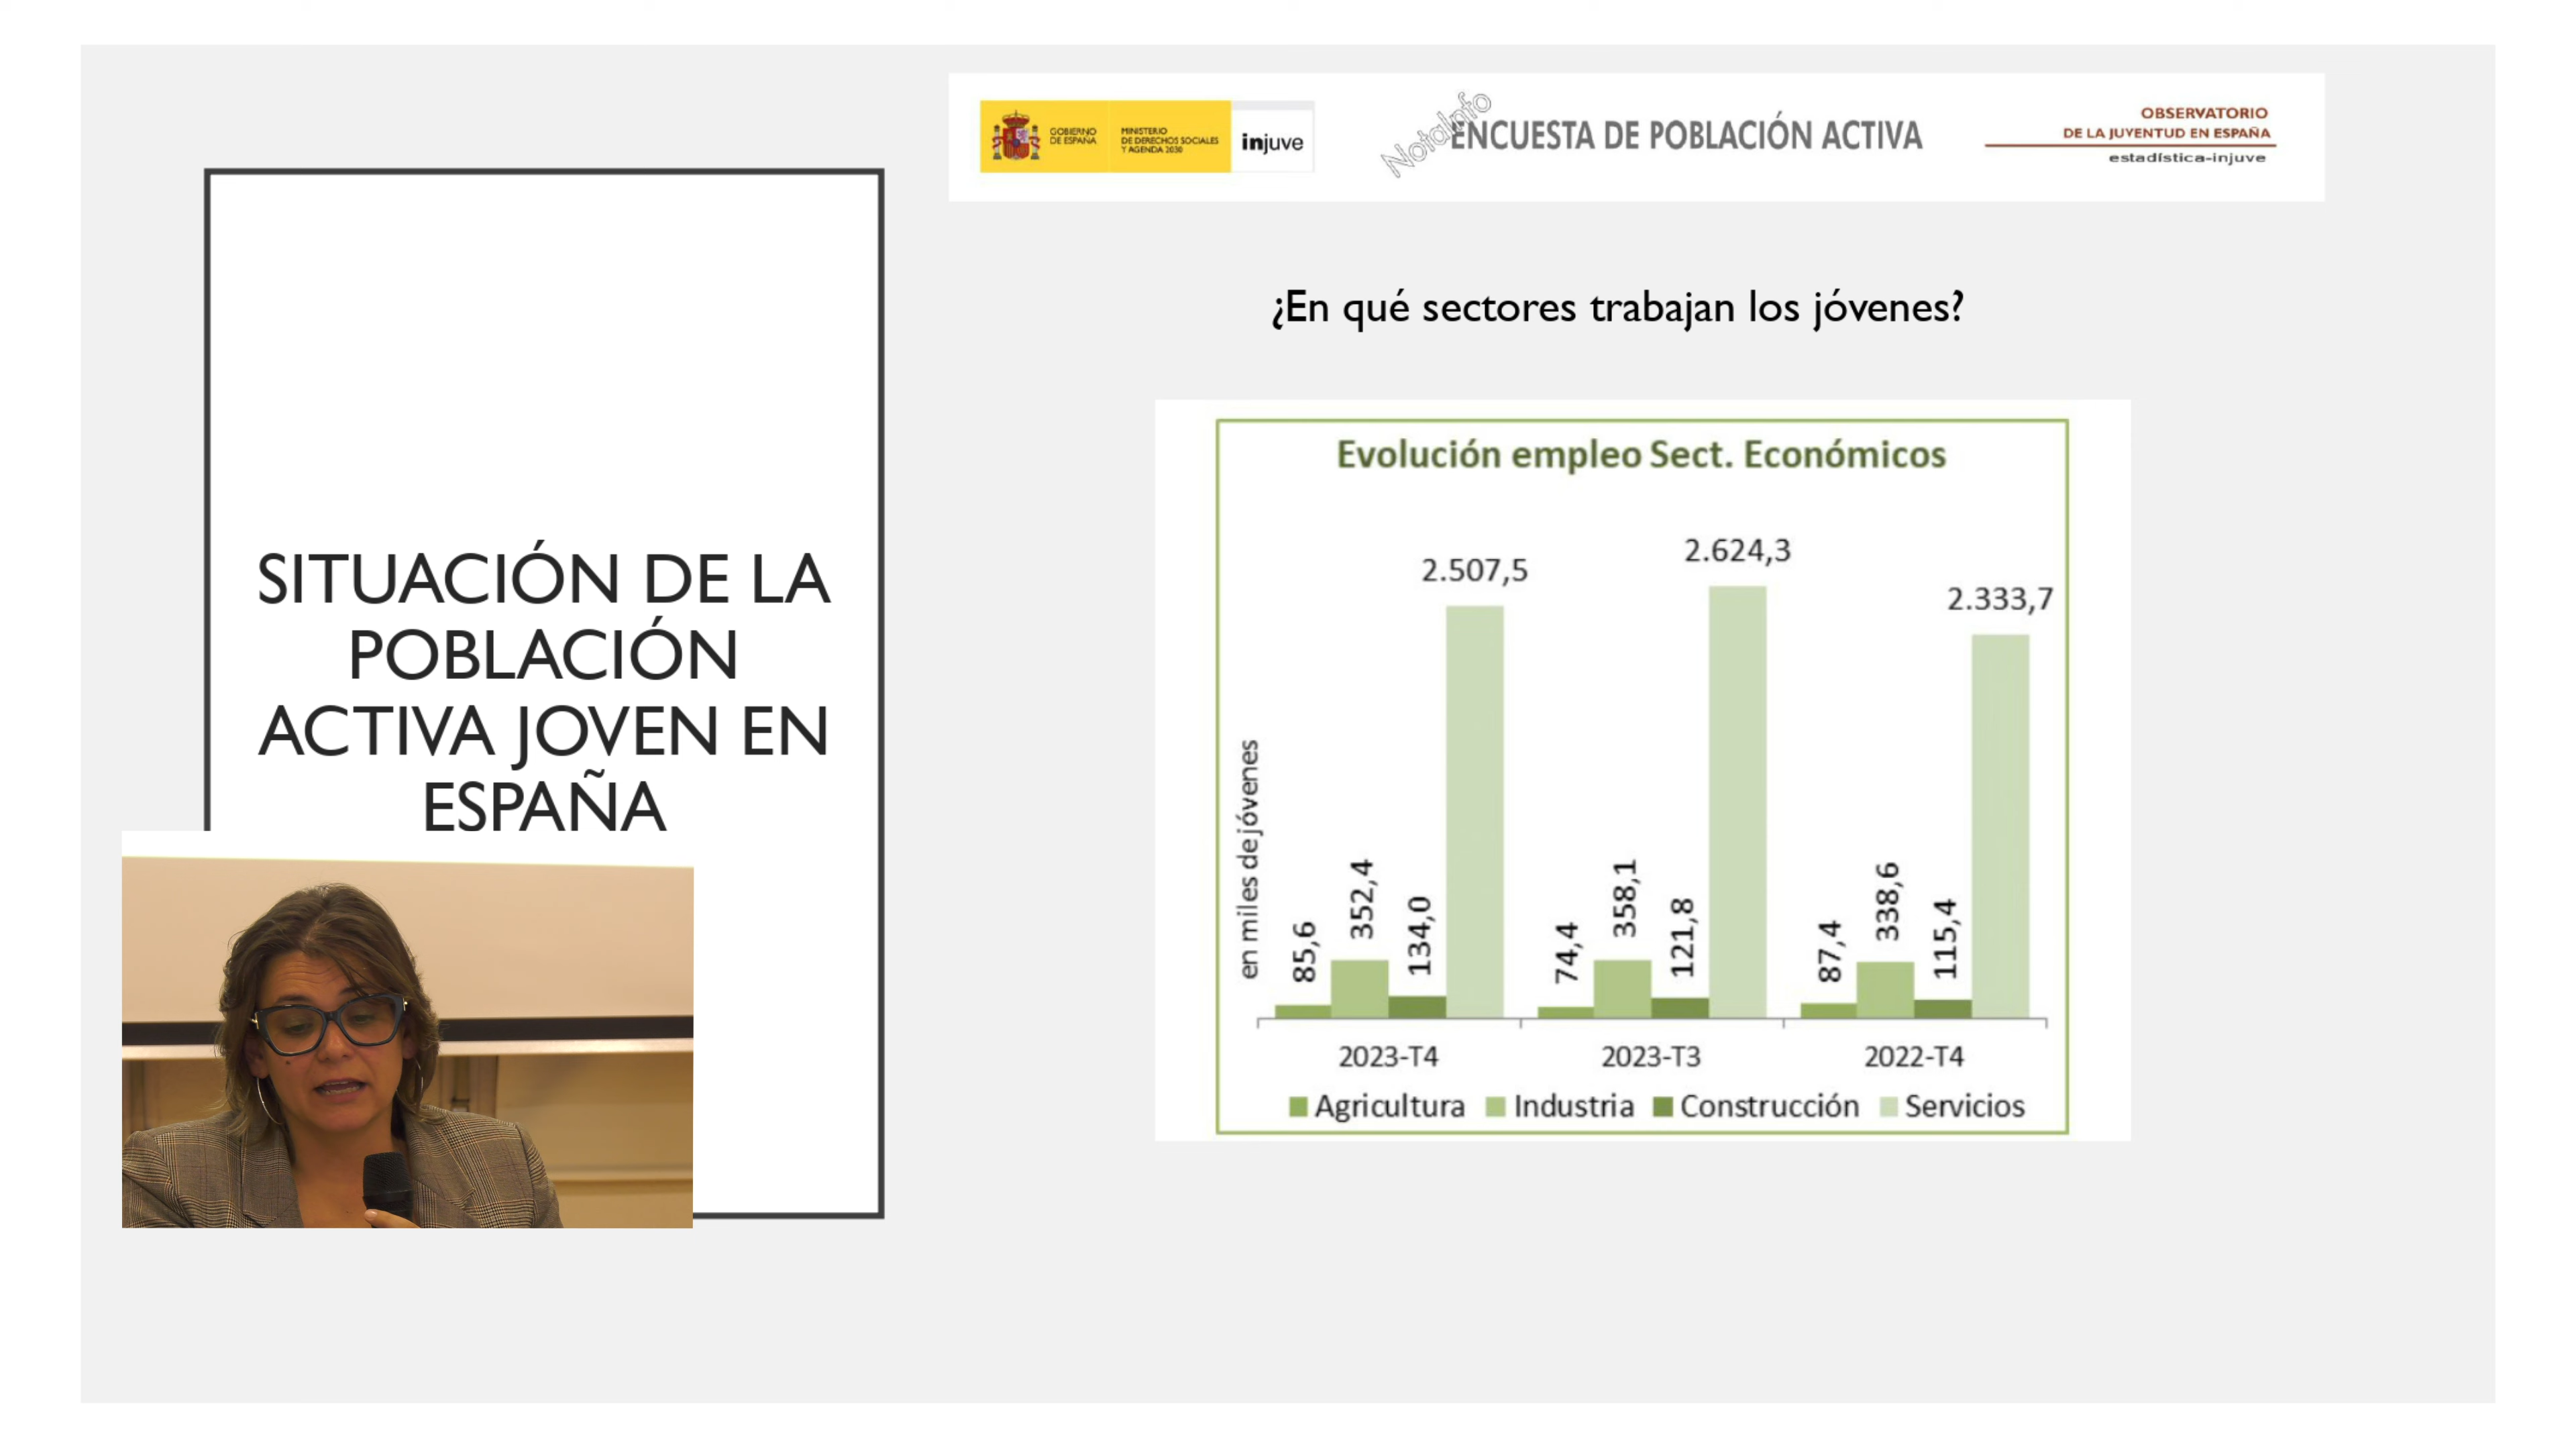 GOBIERNO
DE ESPAÑA
MINISTERIO
DE DERECHOS SOCIALES
Y AGENDA 2030
injuve
NotaInfo
ENCUESTA DE POBLACIÓN ACTIVA
OBSERVATORIO
DE LA JUVENTUD EN ESPAÑA
estadística-injuve
SITUACIÓN DE LA
POBLACIÓN
ACTIVA JOVEN EN
ESPAÑA
¿En qué sectores trabajan los jóvenes?
Evolución empleo Sect. Económicos
en miles de jóvenes
85,6
352,4
134,0
2.507,5
74,4
358,1
121,8
2.624,3
87,4
338,6
115,4
2.333,7
2023-T4
2023-T3
2022-T4
Agricultura
Industria
Construcción
Servicios